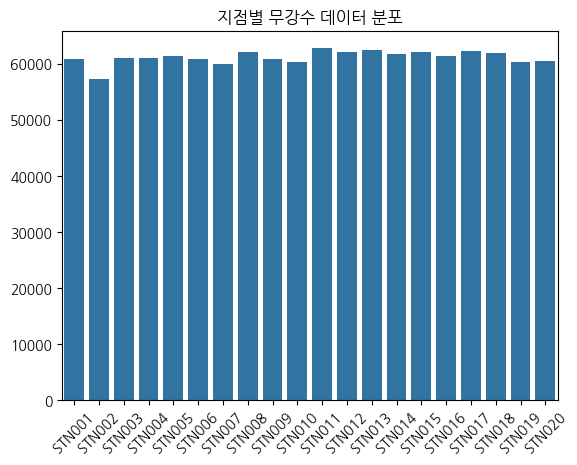 지점별 무강수 데이터 분포
60000
50000
40000
30000
20000
10000
0
STN001
STN002
STN003
STN004
STN005
STN006
STN007
STN008
STN009
STN010
STN011
STN012
STN013
STN014
STN015
STN016
STN017
STN018
STN019
STN020